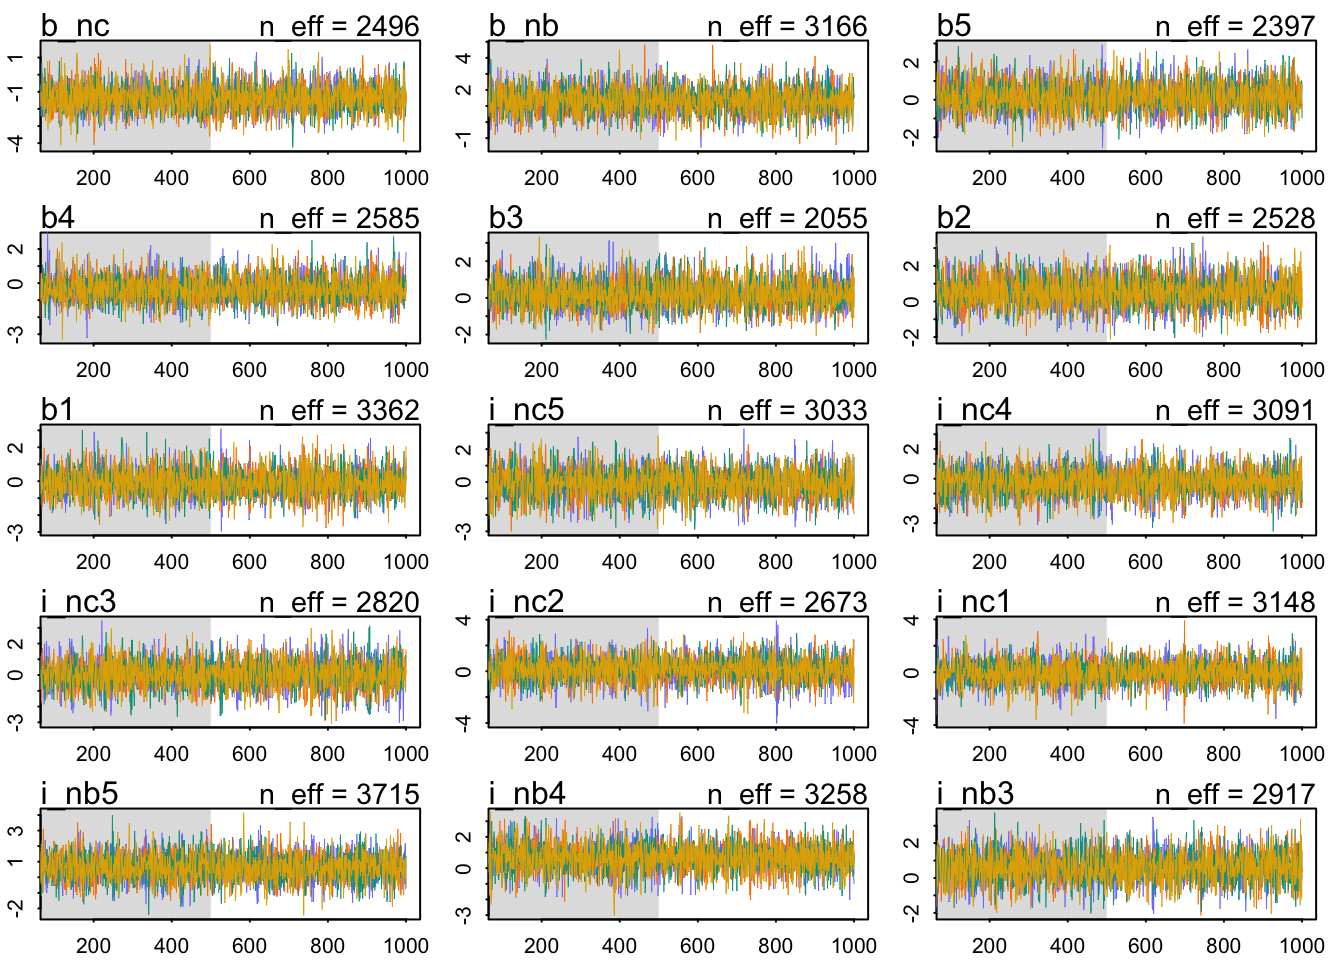 b_nc n_eff = 2496 b_nb n_eff = 3166 b5 n_eff = 2397
1 -1 -4 4 2 -1 2 0 -2
200 400 600 800 1000 200 400 600 800 1000 200 400 600 800 1000
b4 n_eff = 2585 b3 n_eff = 2055 b2 n_eff = 2528
2 0 -3 2 0 -2 2 0 -2
200 400 600 800 1000 200 400 600 800 1000 200 400 600 800 1000
b1 n_eff = 3362 i_nc5 n_eff = 3033 i_nc4 n_eff = 3091
2 0 -3 2 0 -3 2 0 -3
200 400 600 800 1000 200 400 600 800 1000 200 400 600 800 1000
i_nc3 n_eff = 2820 i_nc2 n_eff = 2673 i_nc1 n_eff = 3148
2 0 -3 4 0 -4 4 0 -4
200 400 600 800 1000 200 400 600 800 1000 200 400 600 800 1000
i_nb5 n_eff = 3715 i_nb4 n_eff = 3258 i_nb3 n_eff = 2917
3 1 -2 2 0 -3 2 0 -2
200 400 600 800 1000 200 400 600 800 1000 200 400 600 800 1000